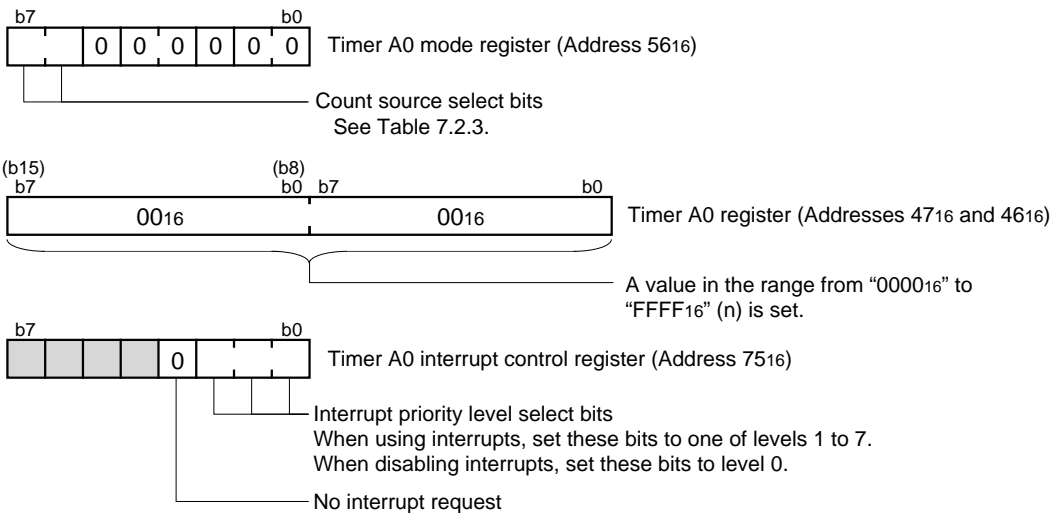 b7 b0
0 0 0 0 0 0 Timer A0 mode register (Address 5616)
Count source select bits
See Table 7.2.3.
(b15) (b8)
b7 b0 b7 b0
0016 0016 Timer A0 register (Addresses 4716 and 4616)
A value in the range from “000016” to
“FFFF16” (n) is set.
b7 b0
0 Timer A0 interrupt control register (Address 7516)
Interrupt priority level select bits
When using interrupts, set these bits to one of levels 1 to 7.
When disabling interrupts, set these bits to level 0.
No interrupt request